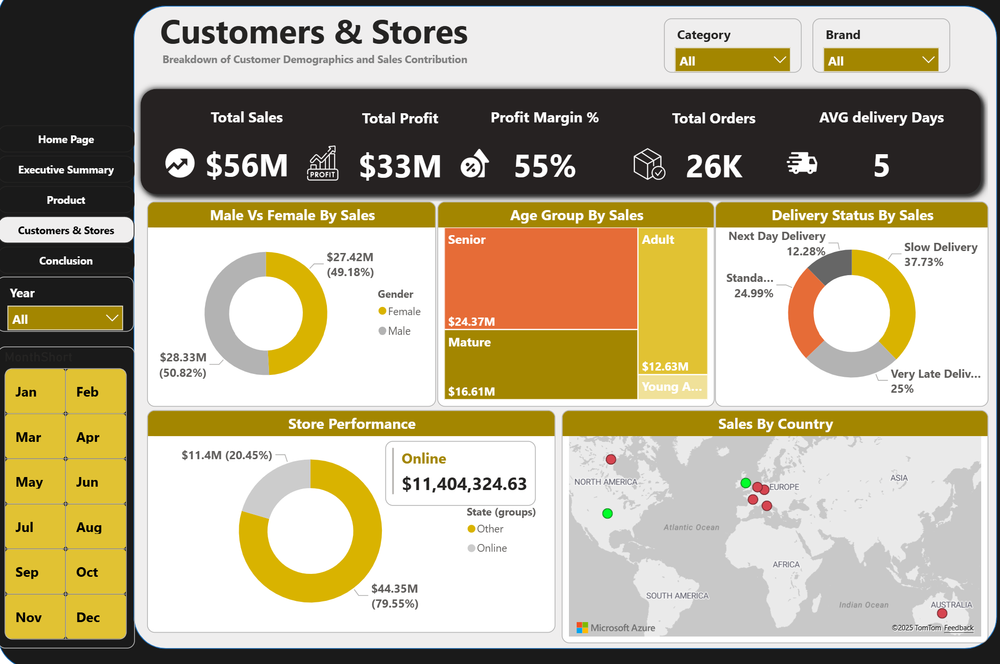 Customers & Stores
Breakdown of Customer Demographics and Sales Contribution
Category
All
Brand
All
Total Sales
$56M
Total Profit
PROFIT
$33M
Profit Margin %
%
55%
Total Orders
26K
AVG delivery Days
5
Home Page
Executive Summary
Product
Customers & Stores
Conclusion
Year
All
MonthShort
Jan
Feb
Mar
Apr
May
Jun
Jul
Aug
Sep
Oct
Nov
Dec
Male Vs Female By Sales
$27.42M
(49.18%)
$28.33M
(50.82%)
Gender
Female
Male
Age Group By Sales
Senior
$24.37M
Mature
$16.61M
Adult
$12.63M
Young A...
Delivery Status By Sales
Next Day Delivery
12.28%
Slow Delivery
37.73%
Standa...
24.99%
Very Late Deliv...
25%
Store Performance
$11.4M (20.45%)
Online
$11,404,324.63
State (groups)
Other
Online
$44.35M
(79.55%)
Sales By Country
NORTH AMERICA
EUROPE
ASIA
Atlantic Ocean
AFRICA
SOUTH AMERICA
Indian Ocean
AUSTRALIA
Microsoft Azure
©2025 TomTom Feedback